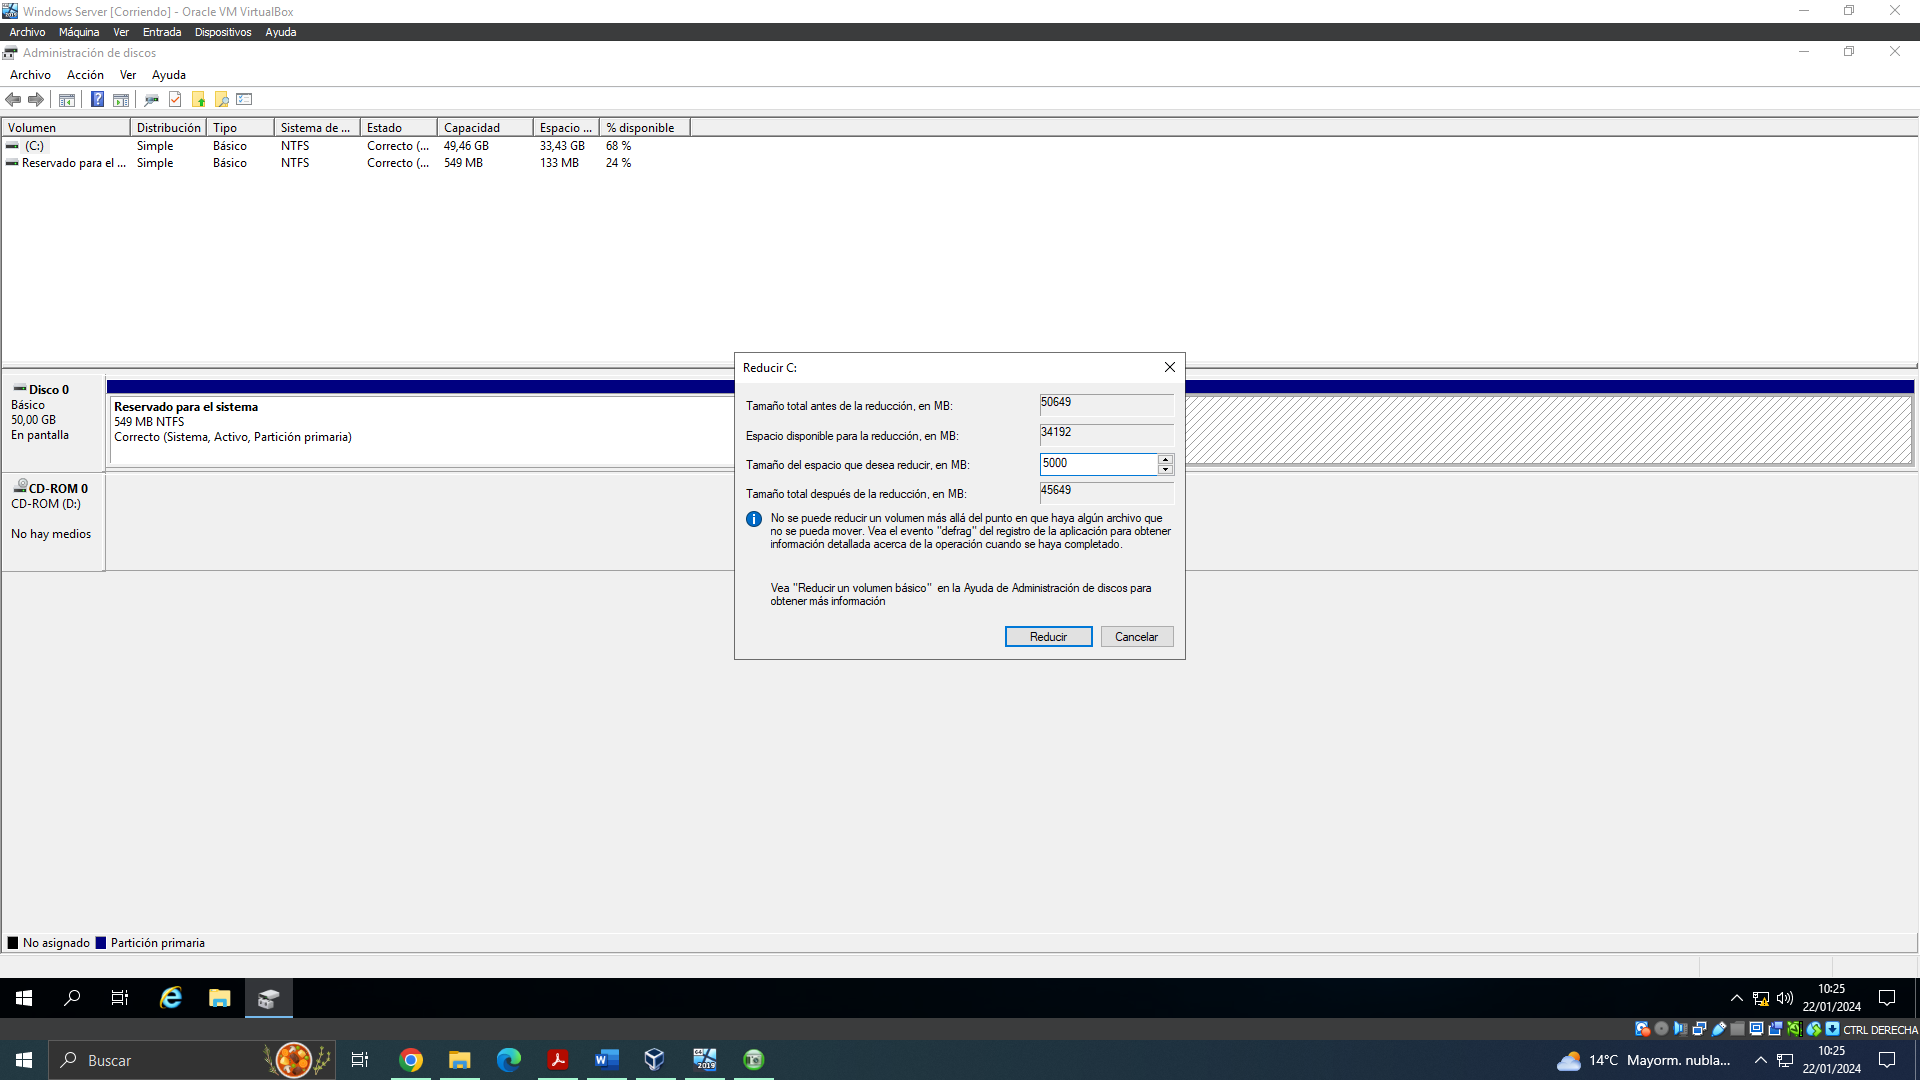 Windows Server [Corriendo] - Oracle VM VirtualBox
Archivo Máquina Ver Entrada Dispositivos Ayuda
Administración de discos
Archivo Acción Ver Ayuda
Volumen Distribución Tipo Sistema de ... Estado Capacidad Espacio ... % disponible
(C:) Simple Básico NTFS Correcto (... 49,46 GB 33,43 GB 68 %
Reservado para el ... Simple Básico NTFS Correcto (... 549 MB 133 MB 24 %
Disco 0
Básico
50,00 GB
En pantalla
Reservado para el sistema
549 MB NTFS
Correcto (Sistema, Activo, Partición primaria)
CD-ROM 0
CD-ROM (D:)
No hay medios
Reducir C:
Tamaño total antes de la reducción, en MB: 50649
Espacio disponible para la reducción, en MB: 34192
Tamaño del espacio que desea reducir, en MB: 5000
Tamaño total después de la reducción, en MB: 45649
No se puede reducir un volumen más allá del punto en que haya algún archivo que
no se pueda mover. Vea el evento "defrag" del registro de la aplicación para obtener
información detallada acerca de la operación cuando se haya completado.
Vea "Reducir un volumen básico" en la Ayuda de Administración de discos para
obtener más información
Reducir Cancelar
No asignado Partición primaria
10:25
22/01/2024
CTRL DERECHA
Buscar
2019
14°C Mayorm. nubla...
10:25
22/01/2024